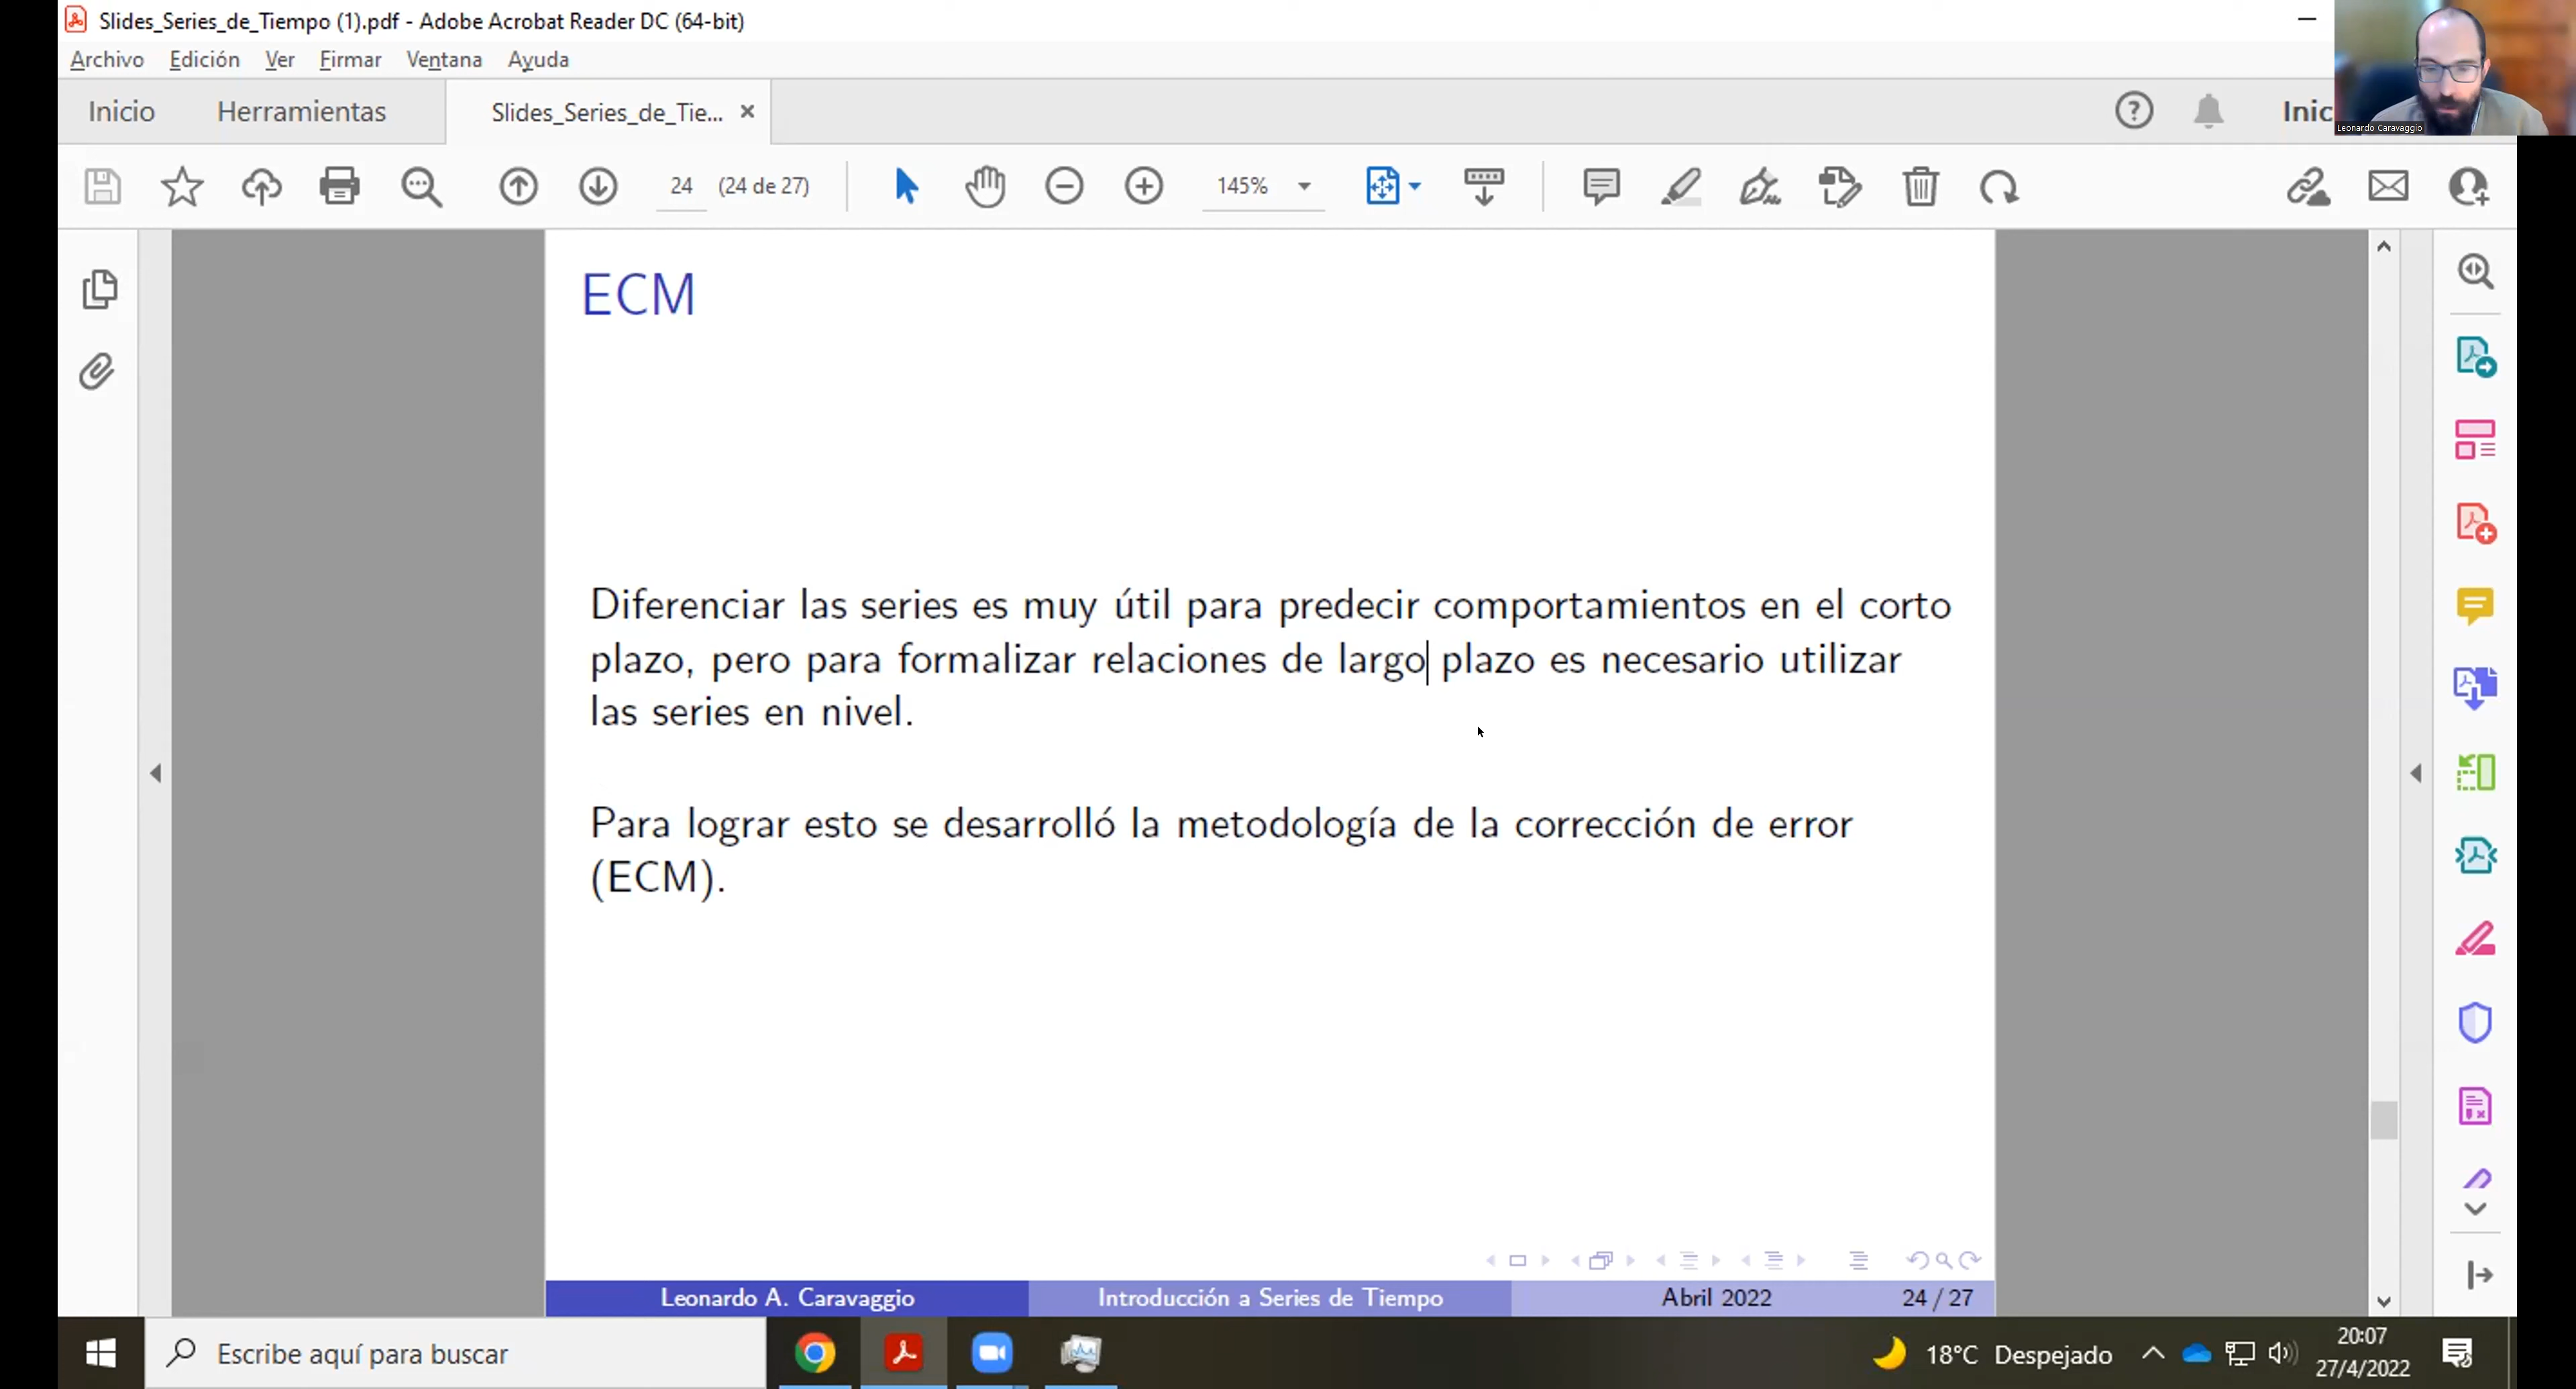 Slides_Series_de_Tiempo (1).pdf - Adobe Acrobat Reader DC (64-bit)
Archivo Edición Ver Firmar Ventana Ayuda
Inicio Herramientas Slides_Series_de_Tie... Inic
Leonardo Caravaggio
24 (24 de 27) 145%
ECM
Diferenciar las series es muy útil para predecir comportamientos en el corto
plazo, pero para formalizar relaciones de largo plazo es necesario utilizar
las series en nivel.
Para lograr esto se desarrolló la metodología de la corrección de error
(ECM).
Leonardo A. Caravaggio Introducción a Series de Tiempo Abril 2022 24 / 27
Escribe aquí para buscar 18°C Despejado 20:07
27/4/2022